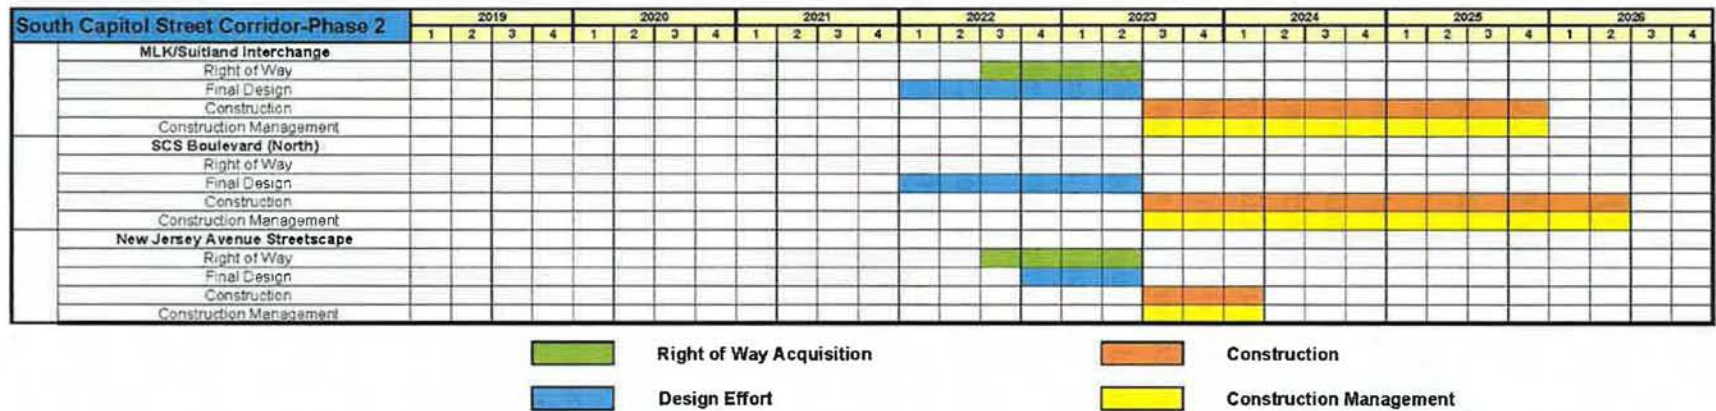 South Capitol Street Corridor-Phase 2 2019 2020 2021 2022 2023 2024 2025 2026
1 2 3 4 1 2 3 4 1 2 3 4 1 2 3 4 1 2 3 4 1 2 3 4 1 2 3 4 1 2 3 4
MLK/Suitland Interchange
Right of Way
Final Design
Construction
Construction Management
SCS Boulevard (North)
Right of Way
Final Design
Construction
Construction Management
New Jersey Avenue Streetscape
Right of Way
Final Design
Construction
Construction Management
Right of Way Acquisition Construction
Design Effort Construction Management